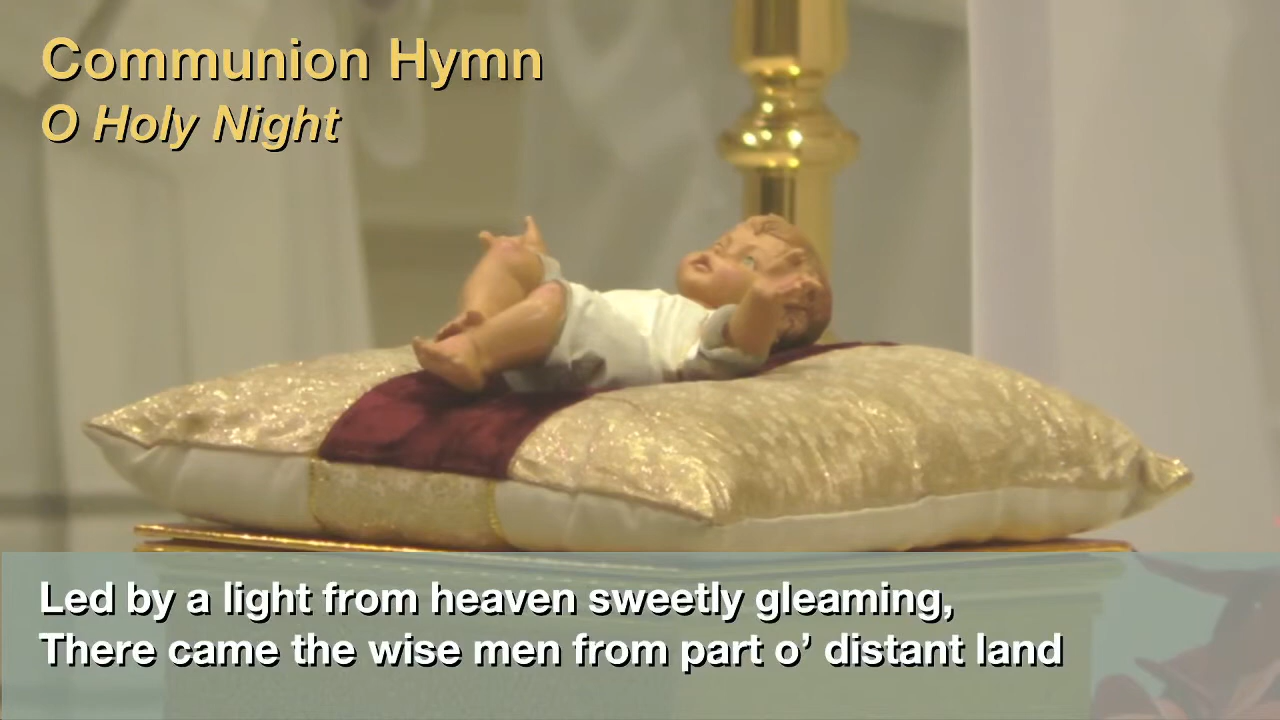 Communion Hymn
O Holy Night
Led by a light from heaven sweetly gleaming,
There came the wise men from part o’ distant land